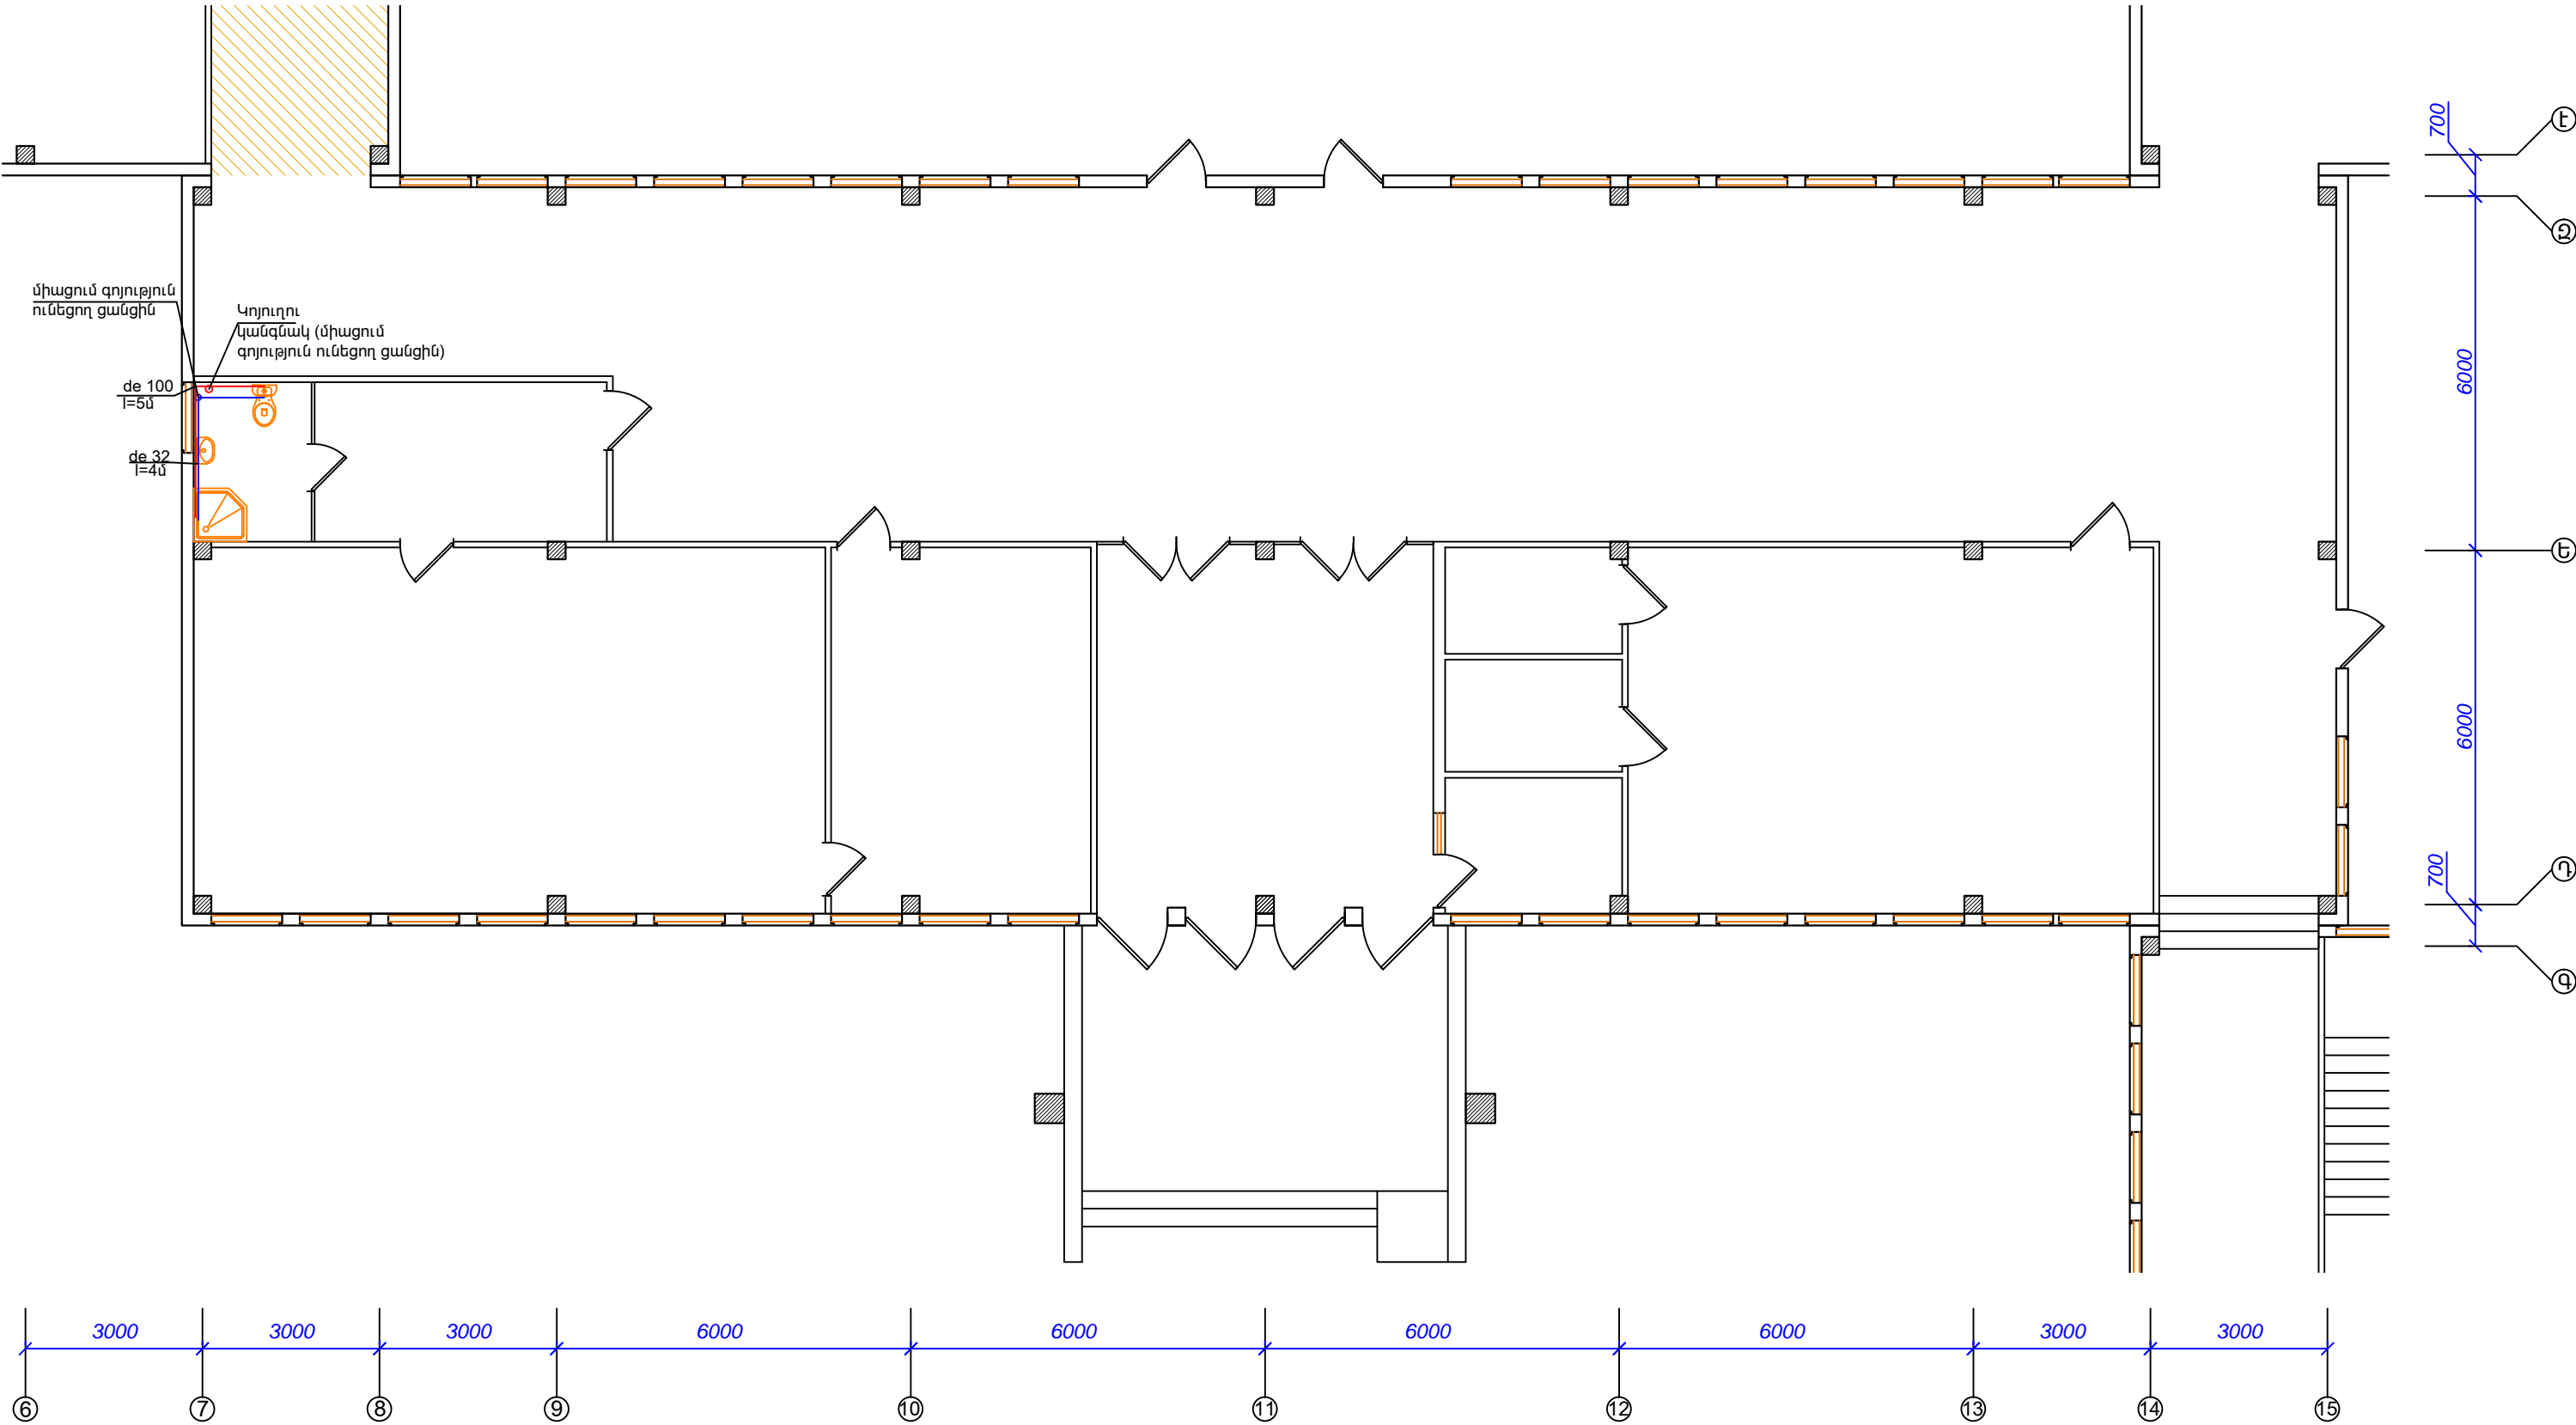 700
Է
Զ
միացում գոյություն
ունեցող ցանցին
Կոյուղու
կանգնակ (միացում
գոյություն ունեցող ցանցին)
de 100
l=5մ
6000
de 32
l=4մ
Ե
6000
700
Դ
Գ
3000 3000 3000 6000 6000 6000 6000 3000 3000
6 7 8 9 10 11 12 13 14 15